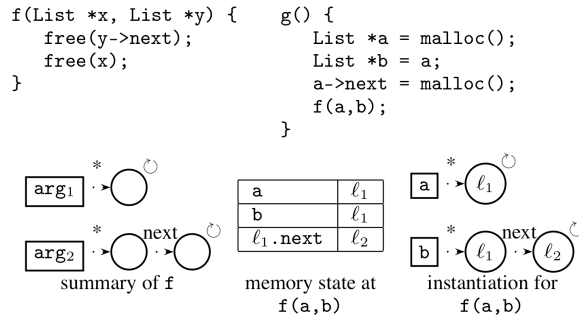 f(List *x, List *y) {
    free(y->next);
    free(x);
}
g() {
    List *a = malloc();
    List *b = a;
    a->next = malloc();
    f(a,b);
}
arg₁ *
arg₂ * next
summary of f
a ℓ₁
b ℓ₁
ℓ₁.next ℓ₂
memory state at
f(a,b)
a * ℓ₁
b * ℓ₁ next ℓ₂
instantiation for
f(a,b)